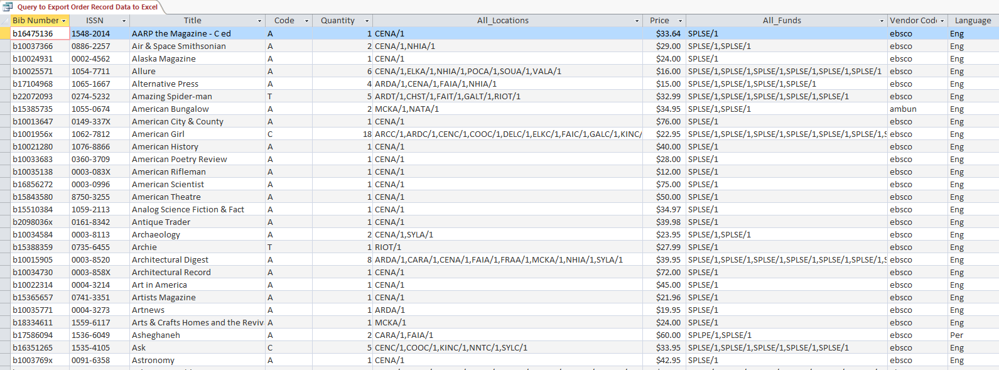 Query to Export Order Record Data to Excel
Bib Number ISSN Title Code Quantity All_Locations Price All_Funds Vendor Code Language
b16475136 1548-2014 AARP the Magazine - C ed A 1 CENA/1 $33.64 SPLSE/1 ebsco Eng
b10037366 0886-2257 Air & Space Smithsonian A 2 CENA/1,NHIA/1 $29.00 SPLSE/1,SPLSE/1 ebsco Eng
b10024931 0002-4562 Alaska Magazine A 1 CENA/1 $24.00 SPLSE/1 ebsco Eng
b10025571 1054-7711 Allure A 6 CENA/1,ELKA/1,NHIA/1,POCA/1,SOUA/1,VALA/1 $16.00 SPLSE/1,SPLSE/1,SPLSE/1,SPLSE/1,SPLSE/1,SPLSE/1 ebsco Eng
b17104968 1065-1667 Alternative Press A 4 ARDA/1,CENA/1,FAIA/1,NHIA/1 $15.00 SPLSE/1,SPLSE/1,SPLSE/1,SPLSE/1 ebsco Eng
b22072093 0274-5232 Amazing Spider-man T 5 ARDT/1,CHST/1,FAIT/1,GALT/1,RIOT/1 $32.99 SPLSE/1,SPLSE/1,SPLSE/1,SPLSE/1,SPLSE/1 ebsco Eng
b15385735 1055-0674 American Bungalow A 2 MCKA/1,NATA/1 $34.95 SPLSE/1,SPLSE/1 ambun Eng
b10013647 0149-337X American City & County A 1 CENA/1 $76.00 SPLSE/1 ebsco Eng
b1001956x 1062-7812 American Girl C 18 ARCC/1,ARDC/1,CENC/1,COOC/1,DELC/1,ELKC/1,FAIC/1,GALC/1,KINC/ $22.95 SPLSE/1,SPLSE/1,SPLSE/1,SPLSE/1,SPLSE/1,SPLSE/1,S ebsco Eng
b10021280 1076-8866 American History A 1 CENA/1 $40.00 SPLSE/1 ebsco Eng
b10033683 0360-3709 American Poetry Review A 1 CENA/1 $28.00 SPLSE/1 ebsco Eng
b10035138 0003-083X American Rifleman A 1 CENA/1 $12.00 SPLSE/1 ebsco Eng
b16856272 0003-0996 American Scientist A 1 CENA/1 $75.00 SPLSE/1 ebsco Eng
b15843580 8750-3255 American Theatre A 1 CENA/1 $50.00 SPLSE/1 ebsco Eng
b15510384 1059-2113 Analog Science Fiction & Fact A 1 CENA/1 $34.97 SPLSE/1 ebsco Eng
b2098036x 0161-8342 Antique Trader A 1 CENA/1 $39.98 SPLSE/1 ebsco Eng
b10034584 0003-8113 Archaeology A 2 CENA/1,SYLA/1 $23.95 SPLSE/1,SPLSE/1 ebsco Eng
b15388359 0735-6455 Archie T 1 RIOT/1 $27.99 SPLSE/1 ebsco Eng
b10015905 0003-8520 Architectural Digest A 8 ARDA/1,CARA/1,CENA/1,FAIA/1,FRAA/1,MCKA/1,NHIA/1,SYLA/1 $39.95 SPLSE/1,SPLSE/1,SPLSE/1,SPLSE/1,SPLSE/1,SPLSE/1,S ebsco Eng
b10034730 0003-858X Architectural Record A 1 CENA/1 $72.00 SPLSE/1 ebsco Eng
b10022314 0004-3214 Art in America A 1 CENA/1 $45.00 SPLSE/1 ebsco Eng
b15365657 0741-3351 Artists Magazine A 1 CENA/1 $21.96 SPLSE/1 ebsco Eng
b10035771 0004-3273 Artnews A 1 ARDA/1 $19.95 SPLSE/1 ebsco Eng
b18334611 1559-6117 Arts & Crafts Homes and the Reviv A 1 MCKA/1 $24.00 SPLSE/1 ebsco Eng
b17586094 1536-6049 Asheghaneh A 2 CARA/1,FAIA/1 $60.00 SPLPE/1,SPLSE/1 ebsco Per
b16351265 1535-4105 Ask C 5 CENC/1,COOC/1,KINC/1,NNTC/1,SYLC/1 $33.95 SPLSE/1,SPLSE/1,SPLSE/1,SPLSE/1,SPLSE/1 ebsco Eng
b1003769x 0091-6358 Astronomy A 1 CENA/1 $42.95 SPLSE/1 ebsco Eng